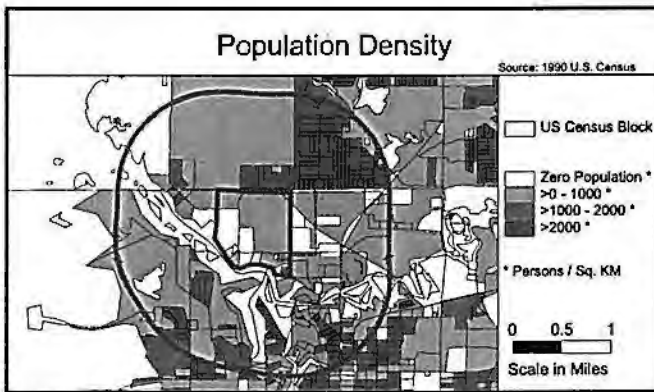 Population Density
Source: 1990 U.S. Census
US Census Block
Zero Population *
>0 - 1000 *
>1000 - 2000 *
>2000 *
* Persons / Sq. KM
0 0.5 1
Scale in Miles